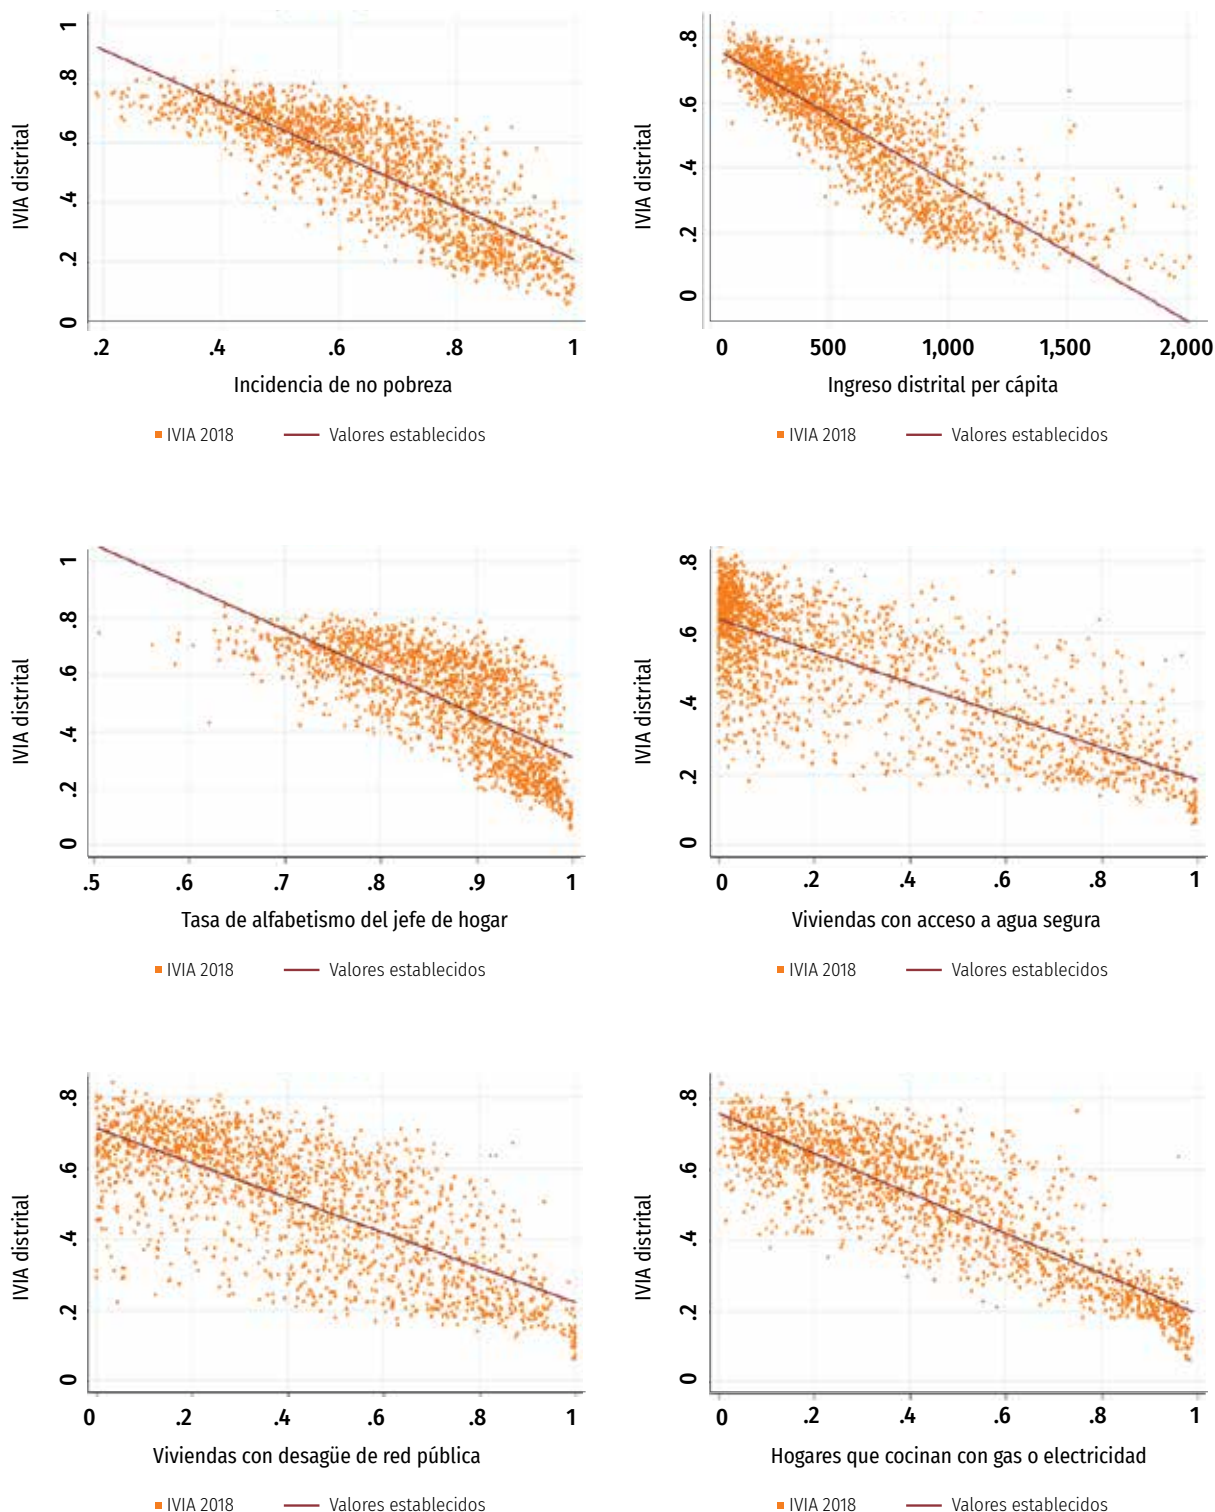 1
.8
.6
.4
.2
0
IVIA distrital
.2 .4 .6 .8 1
Incidencia de no pobreza
IVIA 2018 Valores establecidos
.8
.6
.4
.2
0
IVIA distrital
0 500 1,000 1,500 2,000
Ingreso distrital per cápita
IVIA 2018 Valores establecidos
1
.8
.6
.4
.2
0
IVIA distrital
.5 .6 .7 .8 .9 1
Tasa de alfabetismo del jefe de hogar
IVIA 2018 Valores establecidos
.8
.6
.4
.2
0
IVIA distrital
0 .2 .4 .6 .8 1
Viviendas con acceso a agua segura
IVIA 2018 Valores establecidos
.8
.6
.4
.2
0
IVIA distrital
0 .2 .4 .6 .8 1
Viviendas con desagüe de red pública
IVIA 2018 Valores establecidos
.8
.6
.4
.2
0
IVIA distrital
0 .2 .4 .6 .8 1
Hogares que cocinan con gas o electricidad
IVIA 2018 Valores establecidos